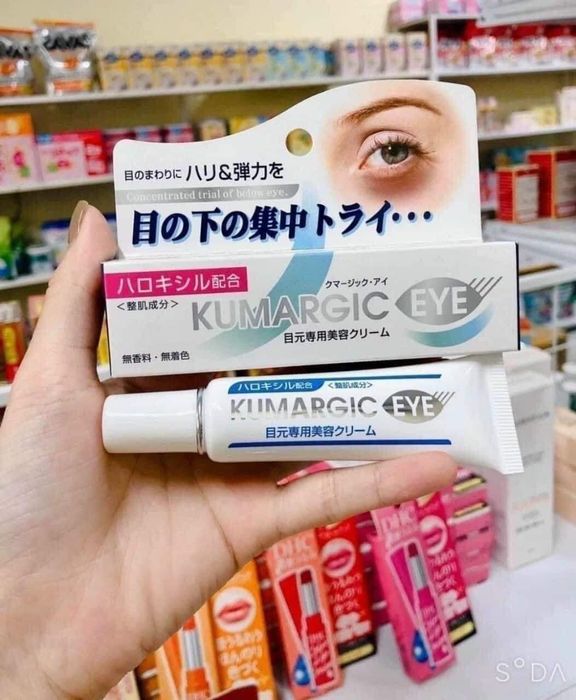 目のまわりにハリ&弾力を
Concentrated trial of below eye.
目の下の集中トライ・・・
ハロキシル配合
<整肌成分>
クマージック・アイ
KUMARGIC EYE
目元専用美容クリーム
無香料・無着色
ハロキシル配合 <整肌成分>
KUMARGIC EYE
目元専用美容クリーム
DHC
DHC
SODA